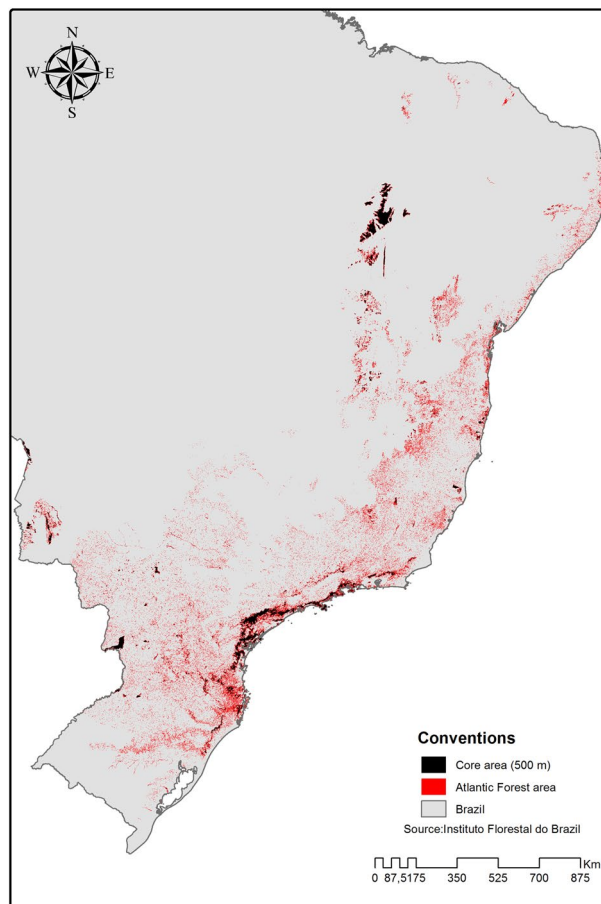 N
W E
S
Conventions
Core area (500 m)
Atlantic Forest area
Brazil
Source:Instituto Florestal do Brazil
Km
0 87,5175 350 525 700 875